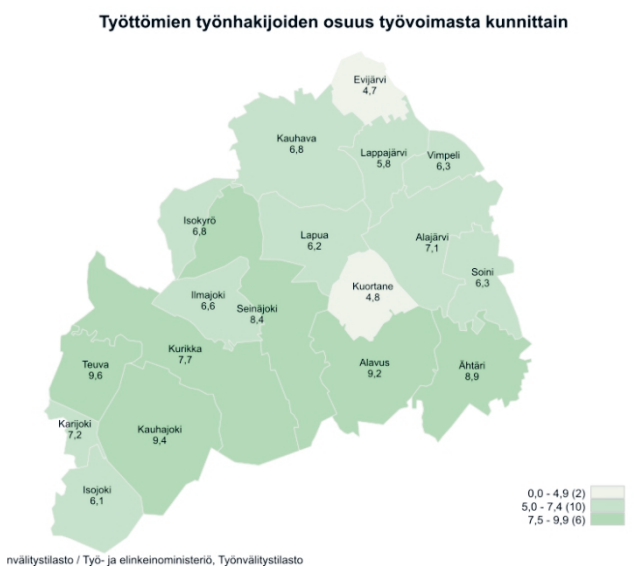 Työttömien työnhakijoiden osuus työvoimasta kunnittain
Evijärvi
4,7
Kauhava
6,8
Lappajärvi
5,8
Vimpeli
6,3
Isokyrö
6,8
Lapua
6,2
Alajärvi
7,1
Soini
6,3
Kuortane
4,8
Ilmajoki
6,6
Seinäjoki
8,4
Kurikka
7,7
Teuva
9,6
Alavus
9,2
Ähtäri
8,9
Karijoki
7,2
Kauhajoki
9,4
Isojoki
6,1
0,0 - 4,9 (2)
5,0 - 7,4 (10)
7,5 - 9,9 (6)
nvälitystilasto / Työ- ja elinkeinoministeriö, Työnvälitystilasto